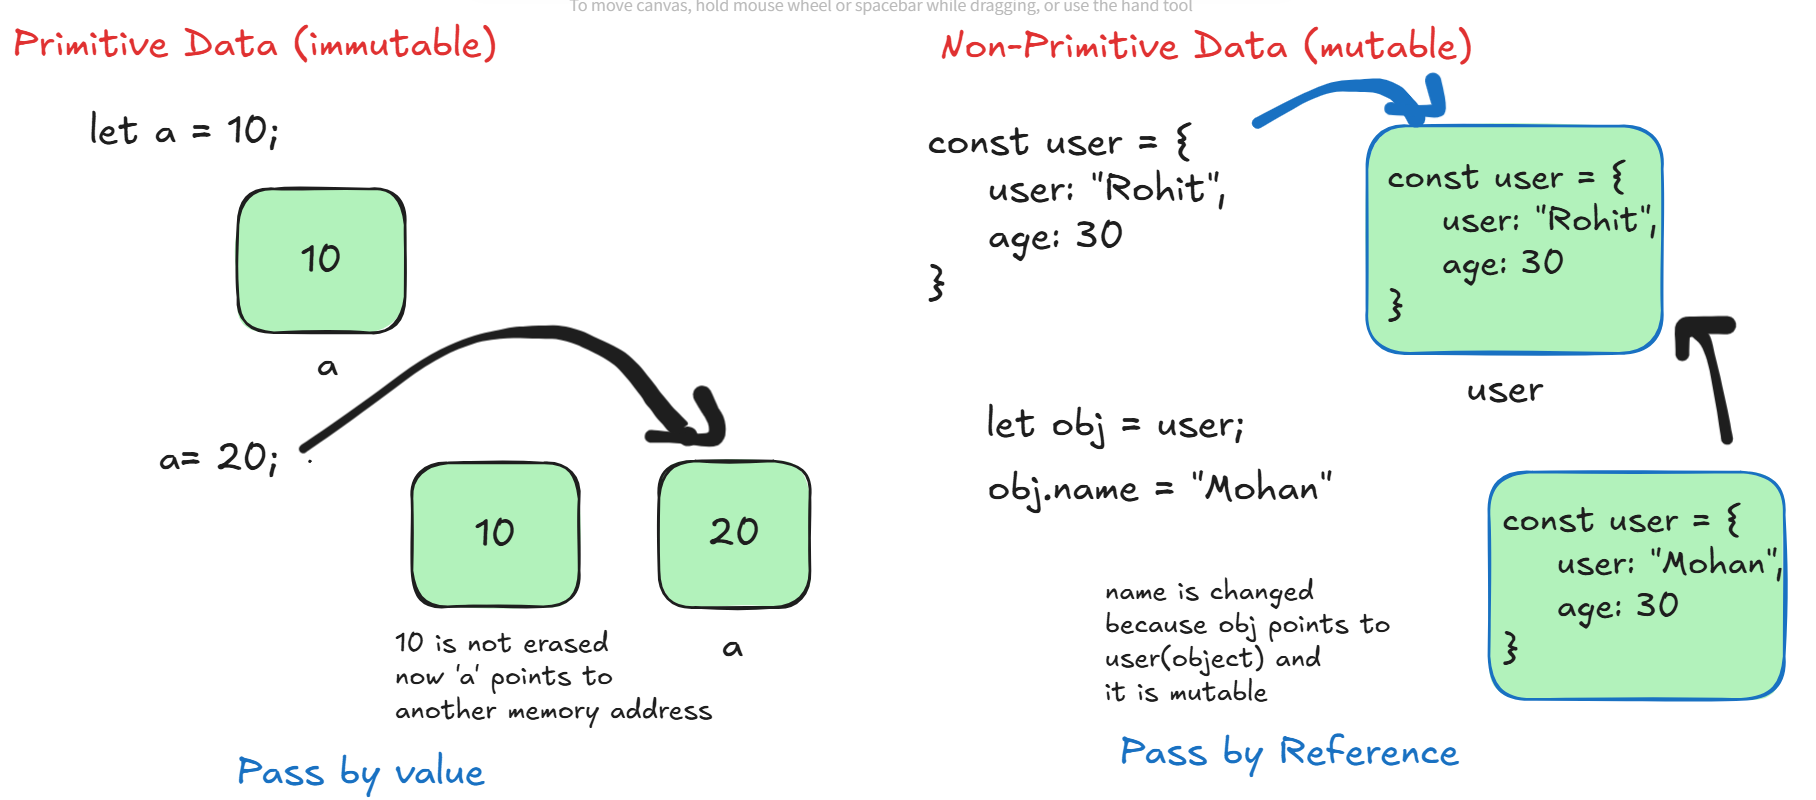 To move canvas, hold mouse wheel or spacebar while dragging, or use the hand tool
Primitive Data (immutable)
let a = 10;
10
a
a= 20;
10
20
10 is not erased
now 'a' points to
another memory address
a
Pass by value
Non-Primitive Data (mutable)
const user = {
user: "Rohit",
age: 30
}
const user = {
user: "Rohit",
age: 30
}
user
let obj = user;
obj.name = "Mohan"
const user = {
user: "Mohan",
age: 30
}
name is changed
because obj points to
user(object) and
it is mutable
Pass by Reference